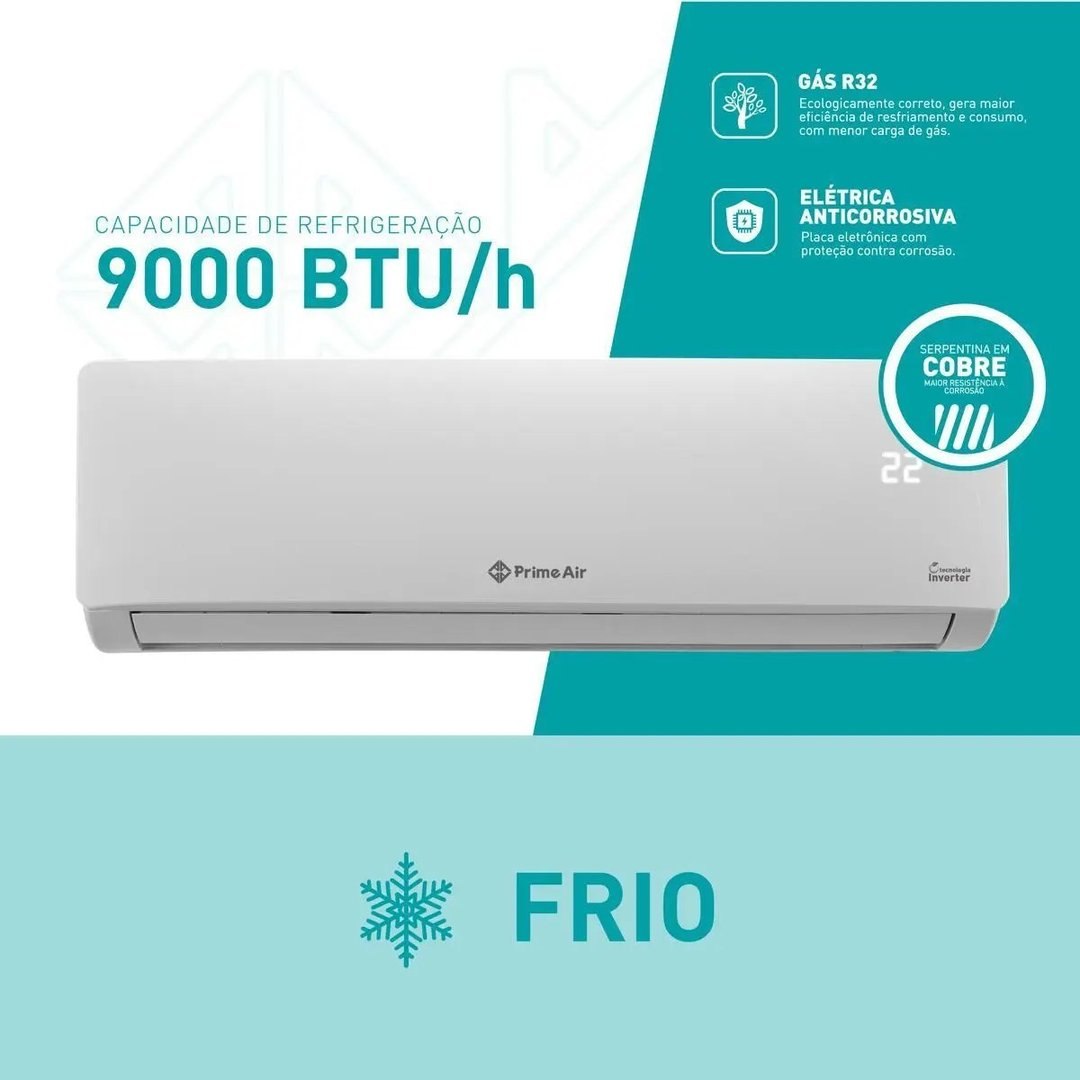 CAPACIDADE DE REFRIGERAÇÃO
9000 BTU/h
GÁS R32
Ecologicamente correto, gera maior
eficiência de resfriamento e consumo,
com menor carga de gás.
ELÉTRICA
ANTICORROSIVA
Placa eletrônica com
proteção contra corrosão.
SERPENTINA EM
COBRE
MAIOR RESISTÊNCIA À
CORROSÃO
22
PrimeAir
tecnologia
Inverter
FRIO